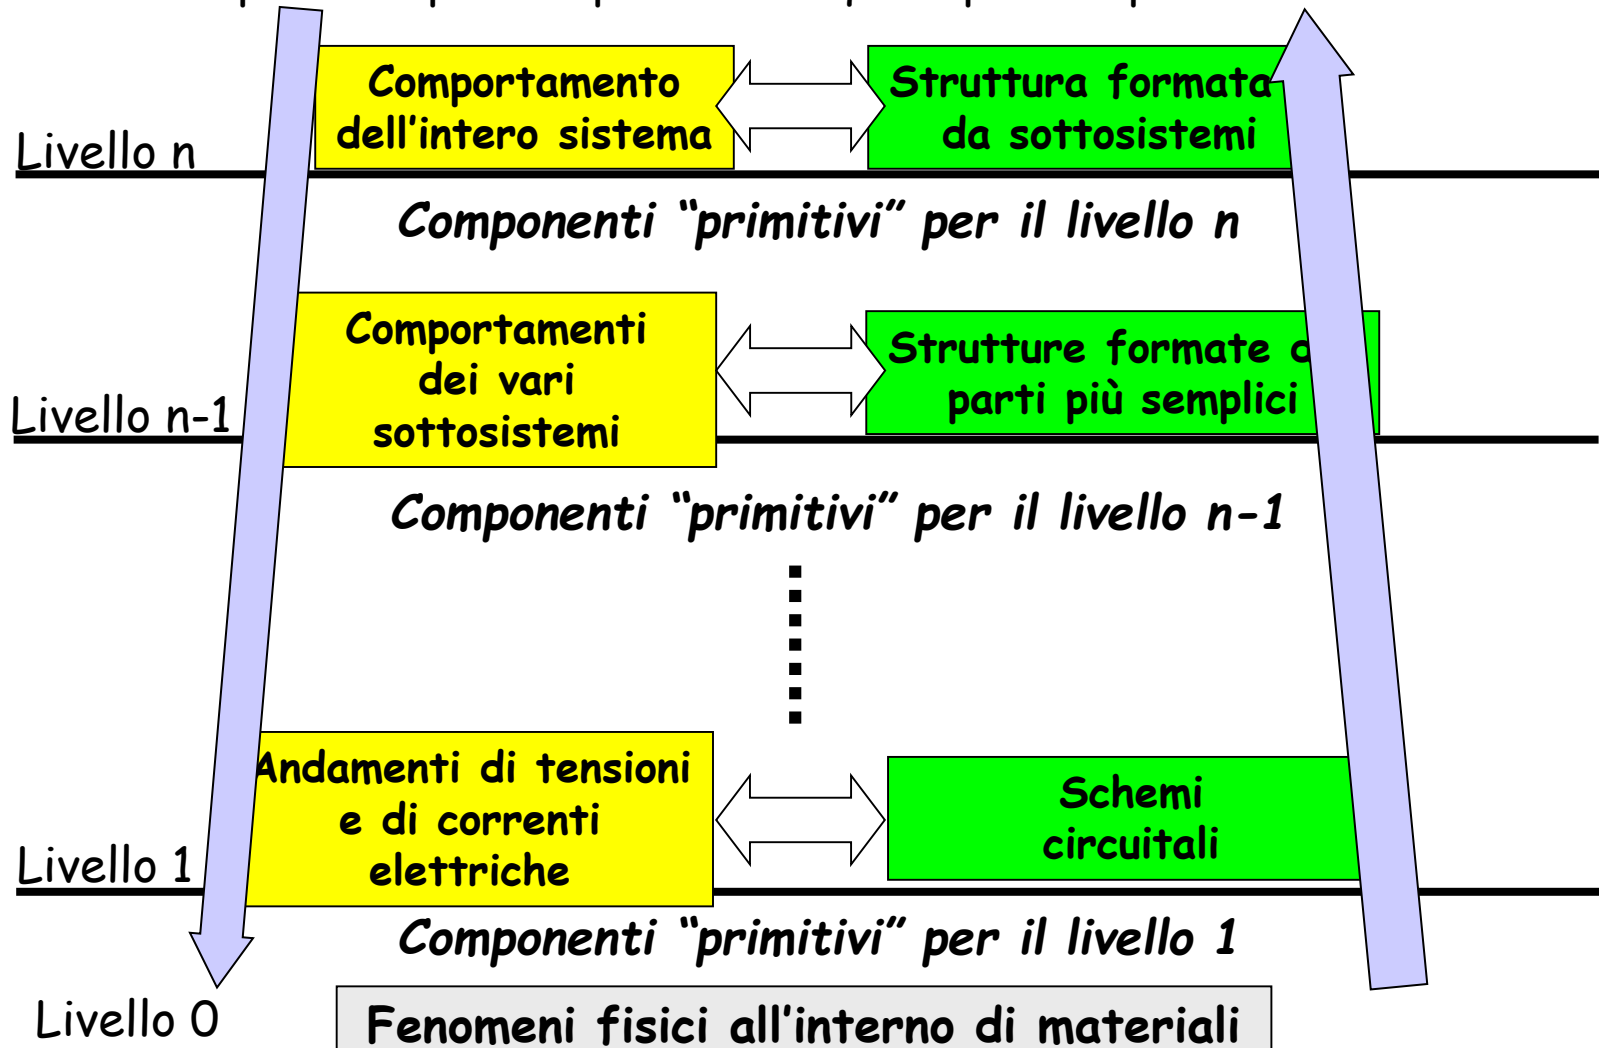 Comportamento
dell'intero sistema
Struttura formata
da sottosistemi
Livello n
Componenti “primitivi” per il livello n
Comportamenti
dei vari
sottosistemi
Strutture formate
parti più semplici
Livello n-1
Componenti “primitivi” per il livello n-1
Andamenti di tensioni
e di correnti
elettriche
Schemi
circuitali
Livello 1
Componenti “primitivi” per il livello 1
Livello 0
Fenomeni fisici all'interno di materiali